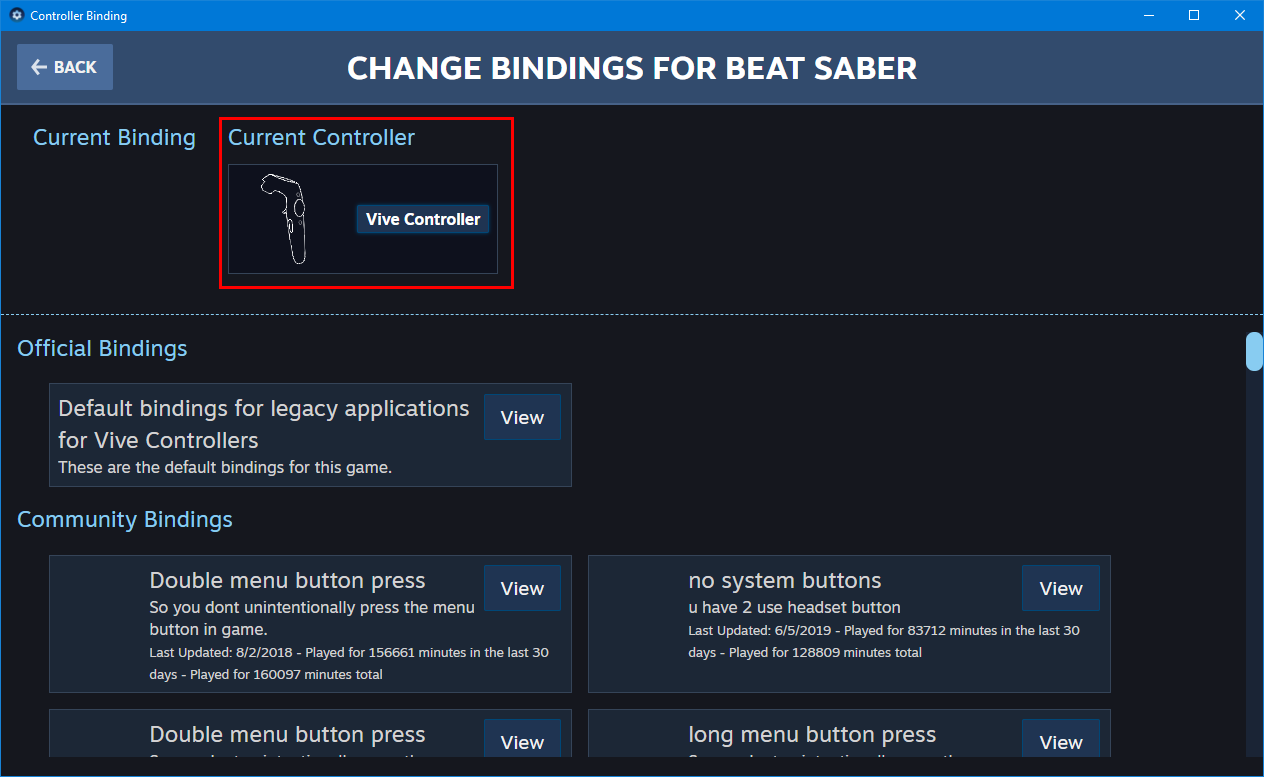 Controller Binding
BACK
CHANGE BINDINGS FOR BEAT SABER
Current Binding
Current Controller
Vive Controller
Official Bindings
Default bindings for legacy applications
for Vive Controllers
These are the default bindings for this game.
View
Community Bindings
Double menu button press
So you dont unintentionally press the menu
button in game.
Last Updated: 8/2/2018 - Played for 156661 minutes in the last 30
days - Played for 160097 minutes total
View
no system buttons
u have 2 use headset button
Last Updated: 6/5/2019 - Played for 83712 minutes in the last 30
days - Played for 128809 minutes total
View
Double menu button press
View
long menu button press
View